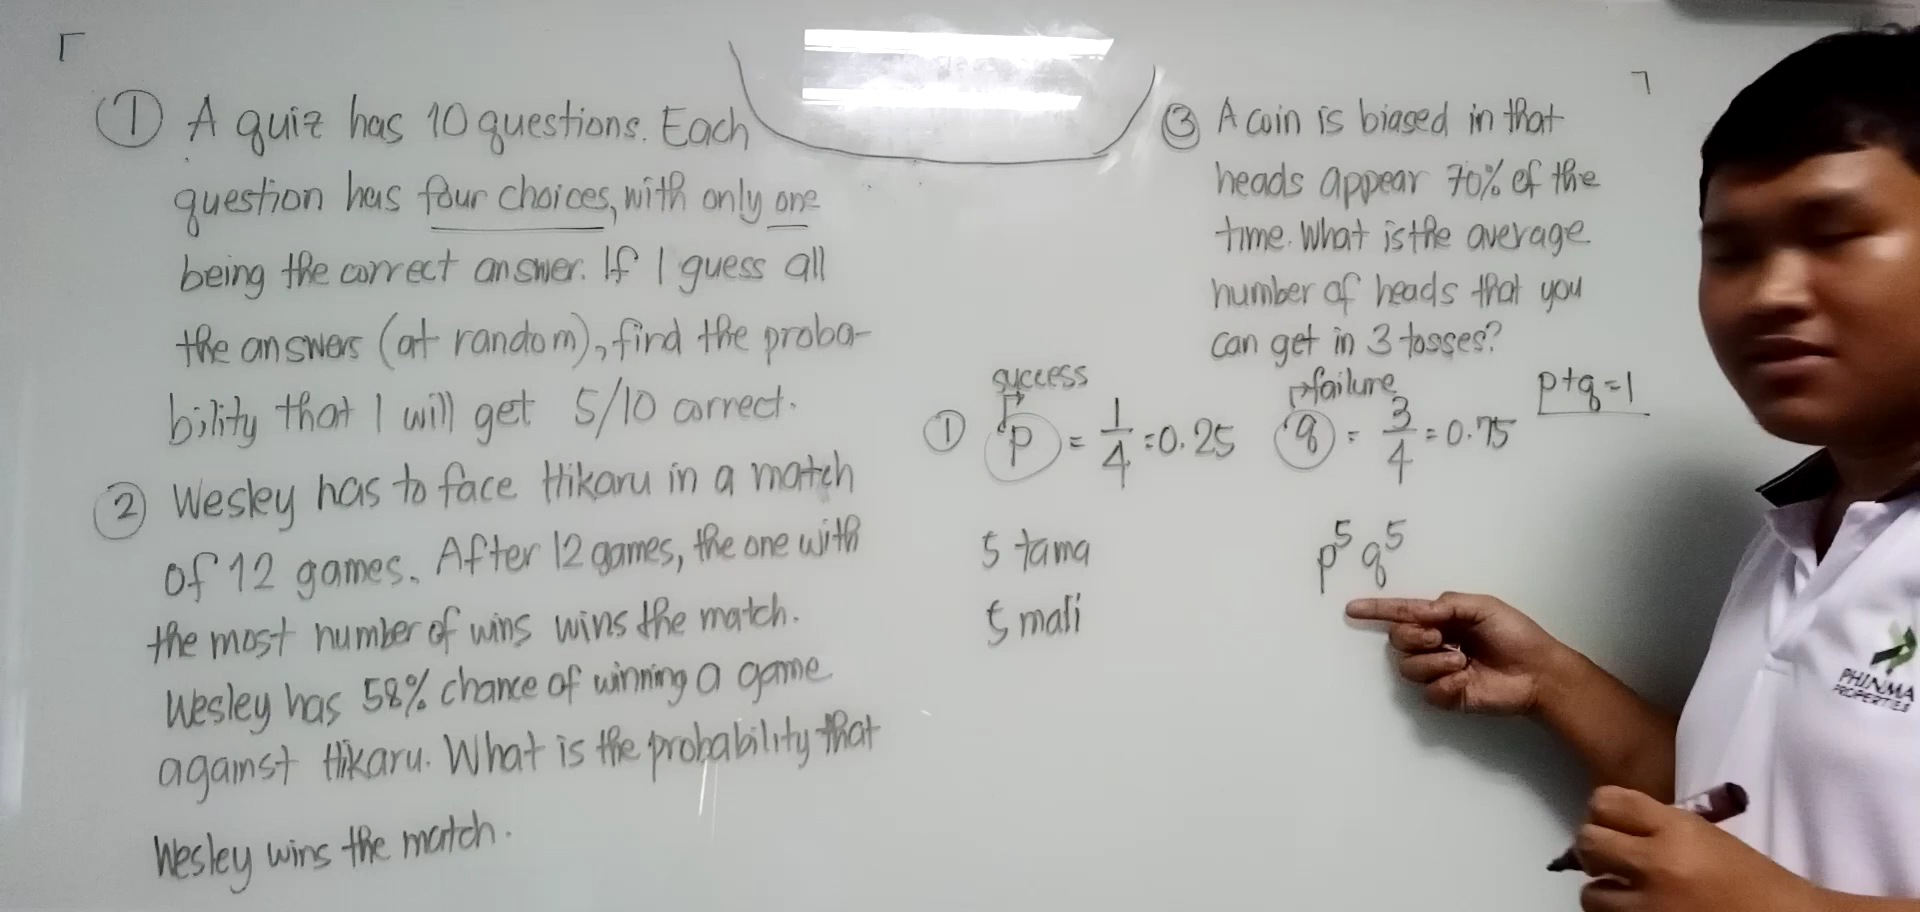 ① A quiz has 10 questions. Each
question has four choices, with only one
being the correct answer. If I guess all
the answers (at random), find the proba-
bility that I will get 5/10 correct.
② Wesley has to face Hikaru in a match
of 12 games. After 12 games, the one with
the most number of wins wins the match.
Wesley has 58% chance of winning a game
against Hikaru. What is the probability that
Wesley wins the match.
③ A coin is biased in that
heads appear 70% of the
time. What is the average
number of heads that you
can get in 3 tosses?
success
failure
p+q=1
① p = 1/4 = 0.25 q = 3/4 = 0.75
5 tama
p⁵ q⁵
5 mali
PHINMA
PROPERTIES